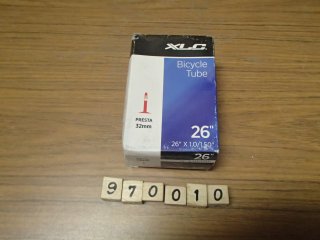 XLC
Bicycle
Tube
PRESTA
32mm
26"
26" X 1.0/1.50"
26"
970010